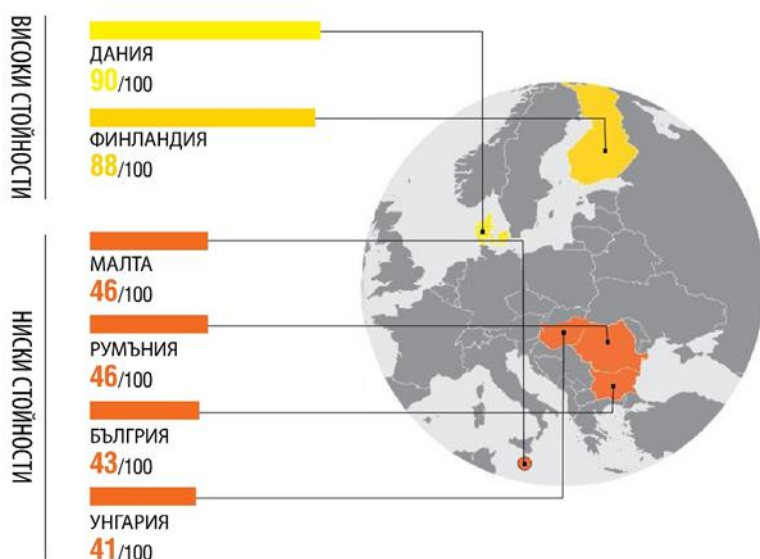 ВИСОКИ СТОЙНОСТИ
ДАНИЯ
90/100
ФИНЛАНДИЯ
88/100
НИСКИ СТОЙНОСТИ
МАЛТА
46/100
РУМЪНИЯ
46/100
БЪЛГРИЯ
43/100
УНГАРИЯ
41/100